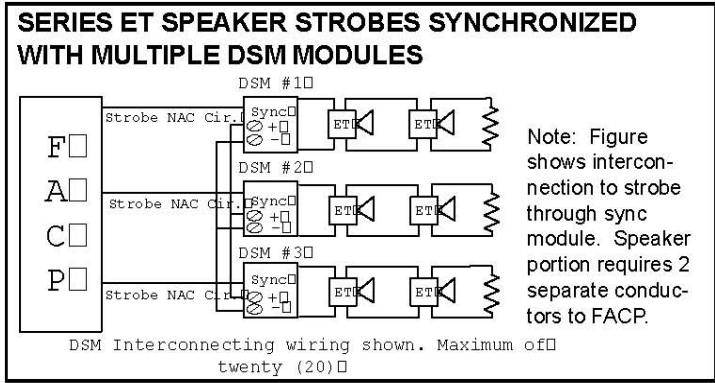 SERIES ET SPEAKER STROBES SYNCHRONIZED
WITH MULTIPLE DSM MODULES
DSM #1
Strobe NAC Cir.
Sync
+
-
ET
ET
F
A
C
P
DSM #2
Strobe NAC Cir.
Sync
+
-
ET
ET
DSM #3
Strobe NAC Cir.
Sync
+
-
ET
ET
Note: Figure
shows intercon-
nection to strobe
through sync
module. Speaker
portion requires 2
separate conduc-
tors to FACP.
DSM Interconnecting wiring shown. Maximum of
twenty (20)